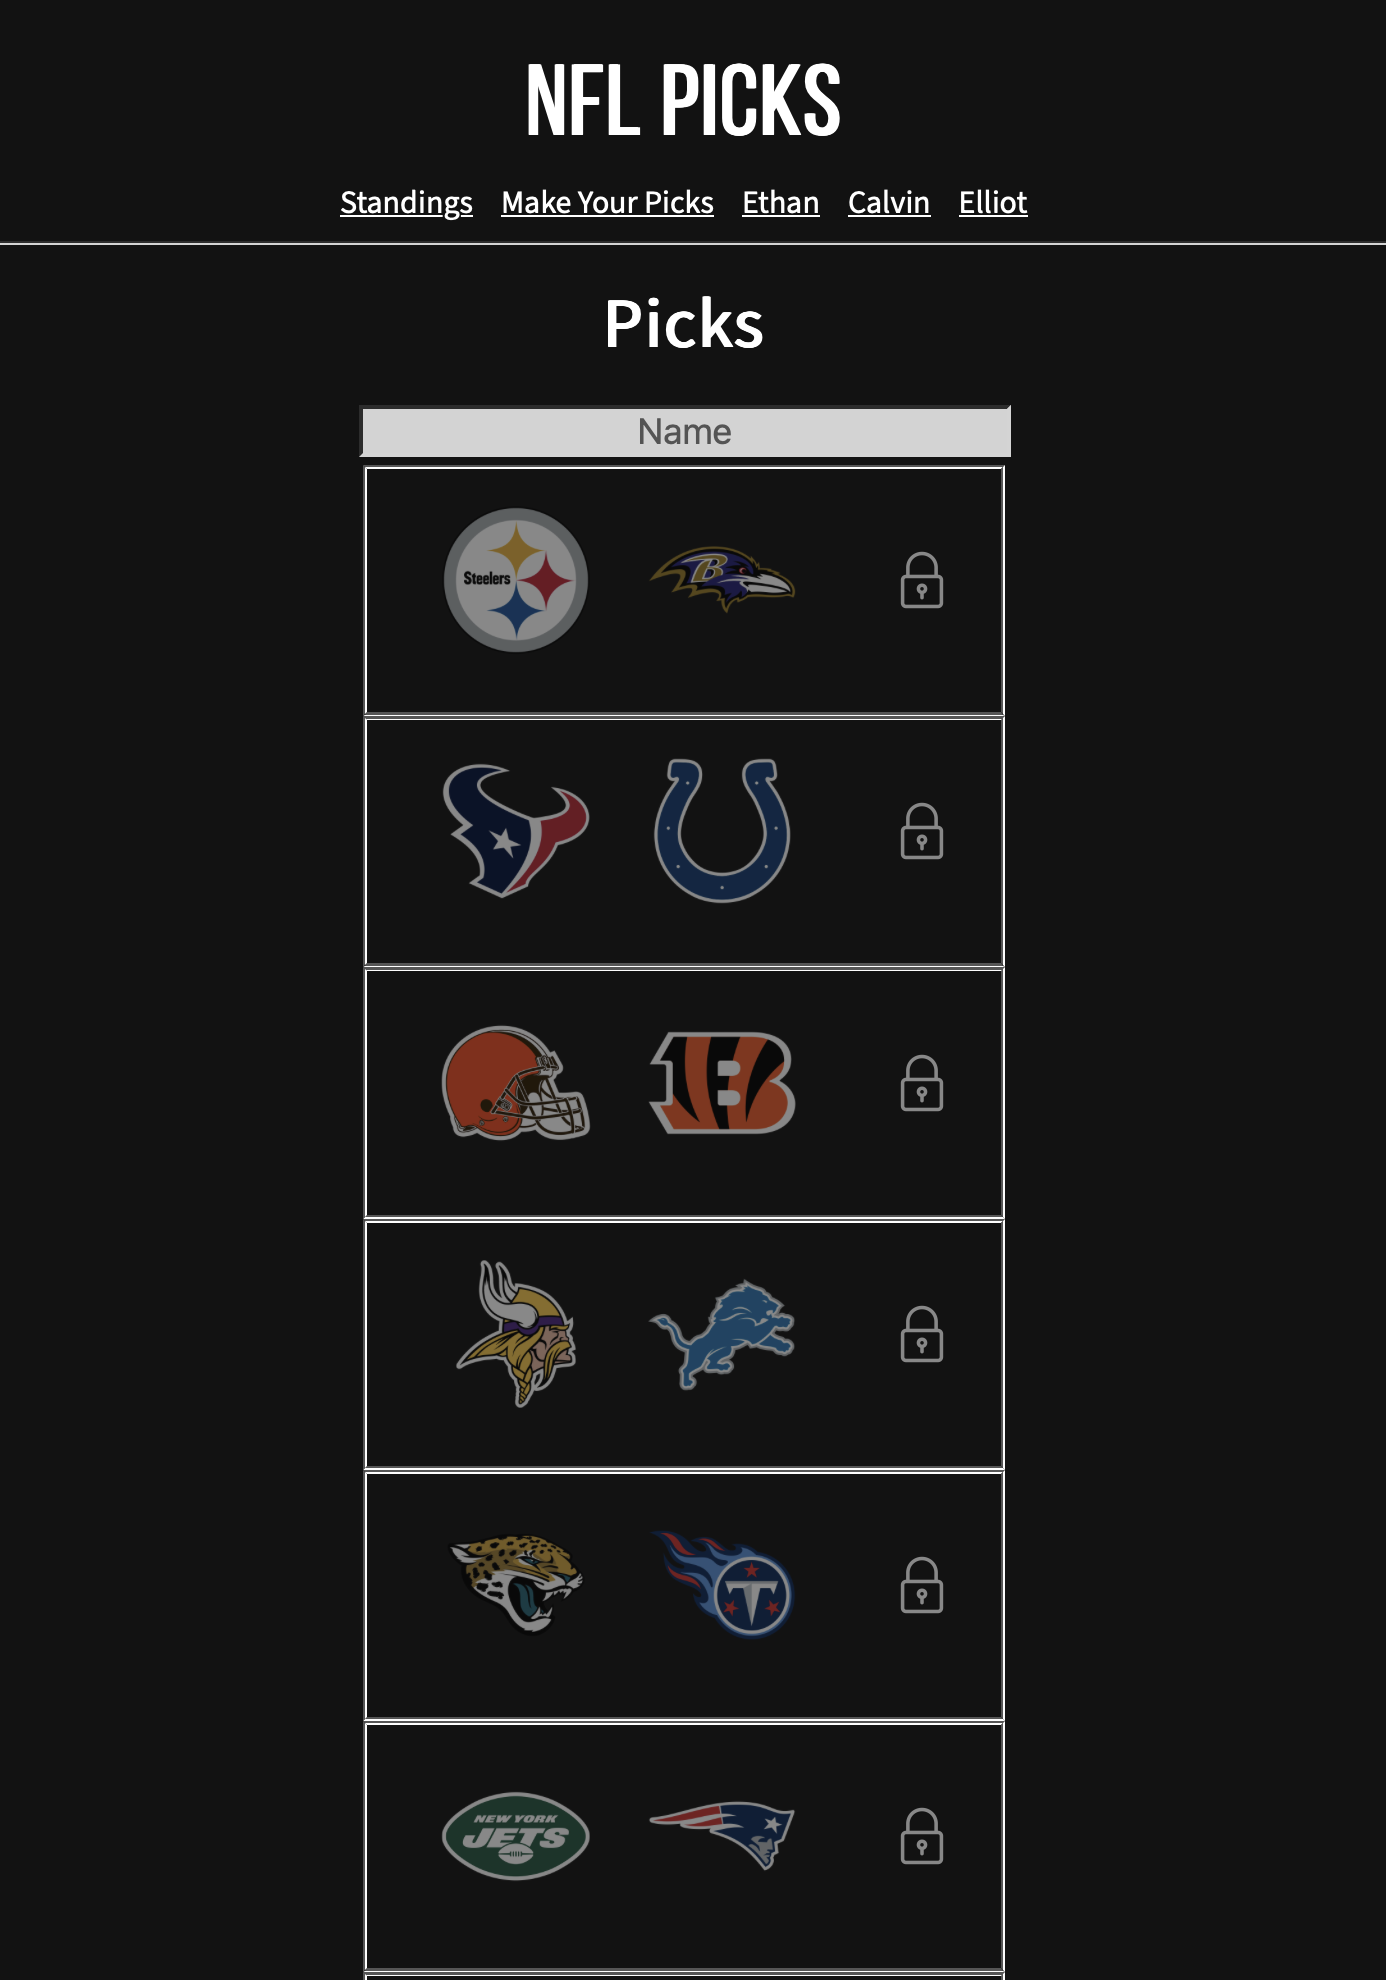 NFL PICKS
Standings Make Your Picks Ethan Calvin Elliot
Picks
Name
Steelers
B
B
T
NEW YORK
JETS